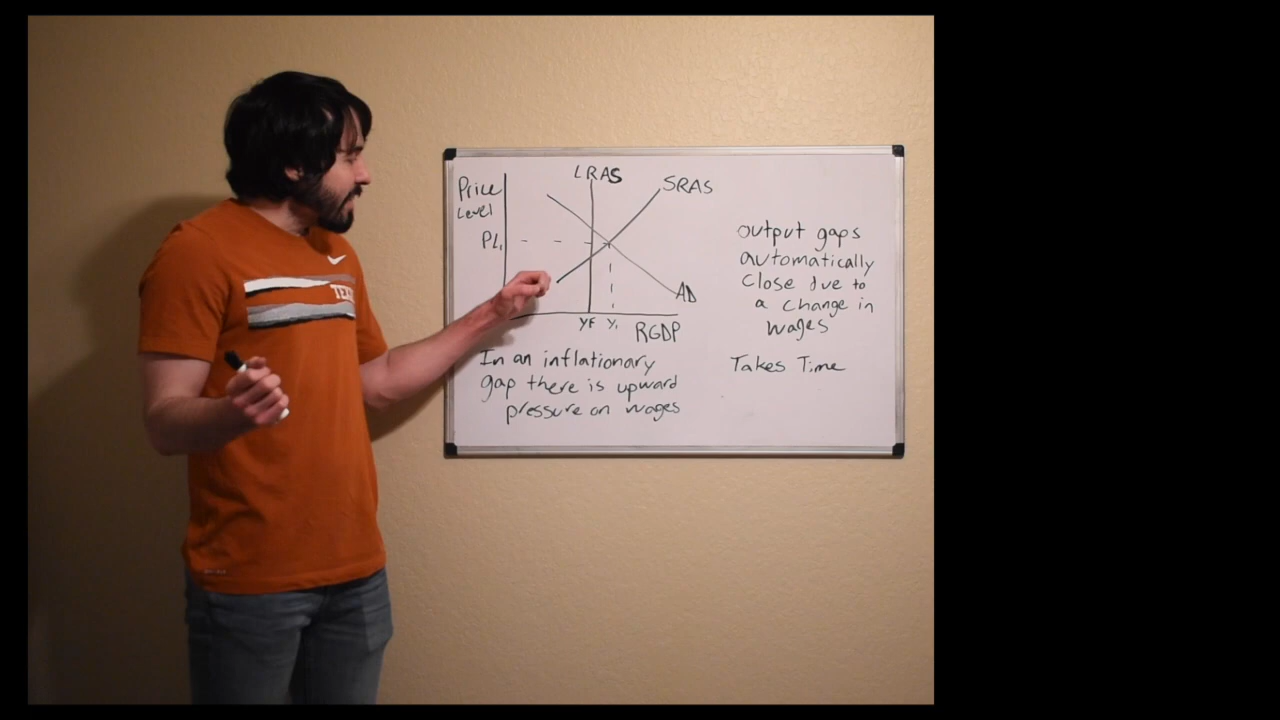 LRAS
SRAS
Price
Level
PL1
AD
YF Y1
RGDP
In an inflationary
gap there is upward
pressure on wages
output gaps
automatically
close due to
a change in
wages
Takes Time